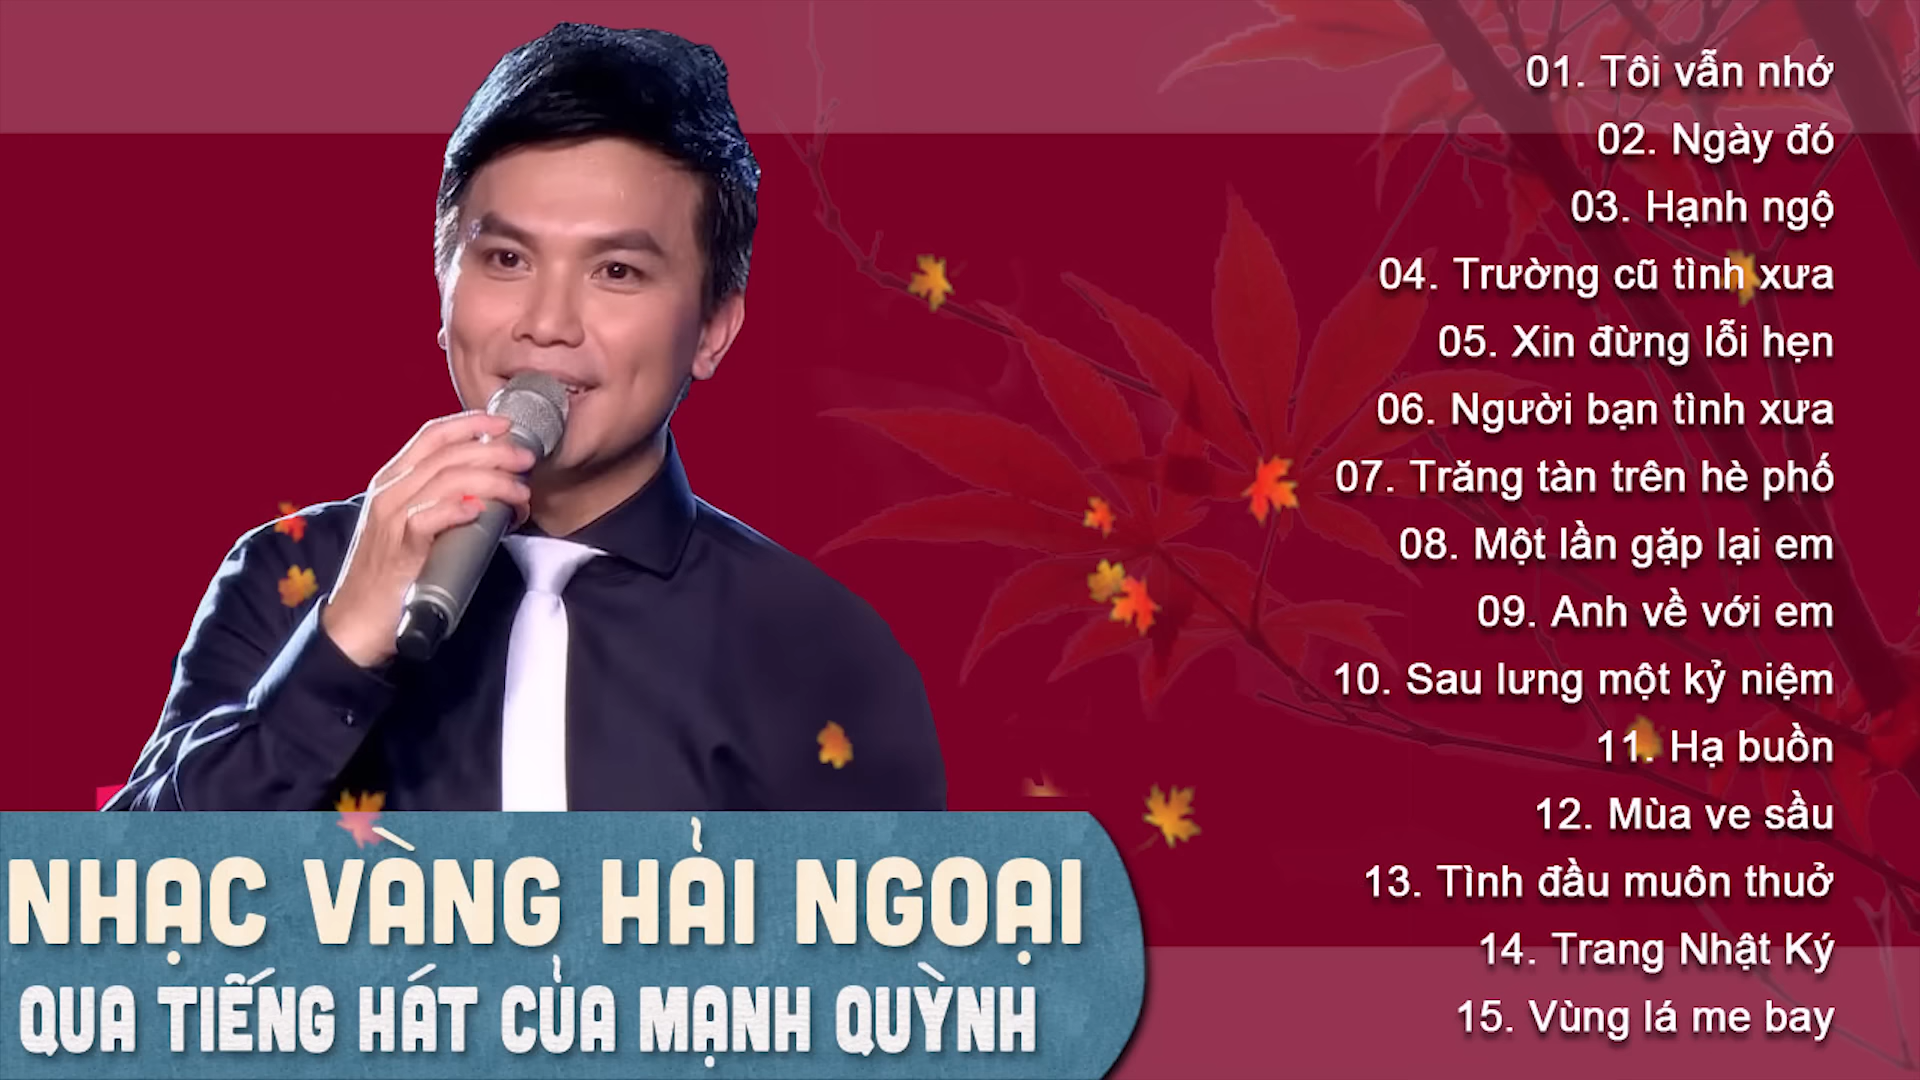 NHẠC VÀNG HẢI NGOẠI
QUA TIẾNG HÁT CỦA MẠNH QUỲNH
01. Tôi vẫn nhớ
02. Ngày đó
03. Hạnh ngộ
04. Trường cũ tình xưa
05. Xin đừng lỗi hẹn
06. Người bạn tình xưa
07. Trăng tàn trên hè phố
08. Một lần gặp lại em
09. Anh về với em
10. Sau lưng một kỷ niệm
11. Hạ buồn
12. Mùa ve sầu
13. Tình đầu muôn thuở
14. Trang Nhật Ký
15. Vùng lá me bay